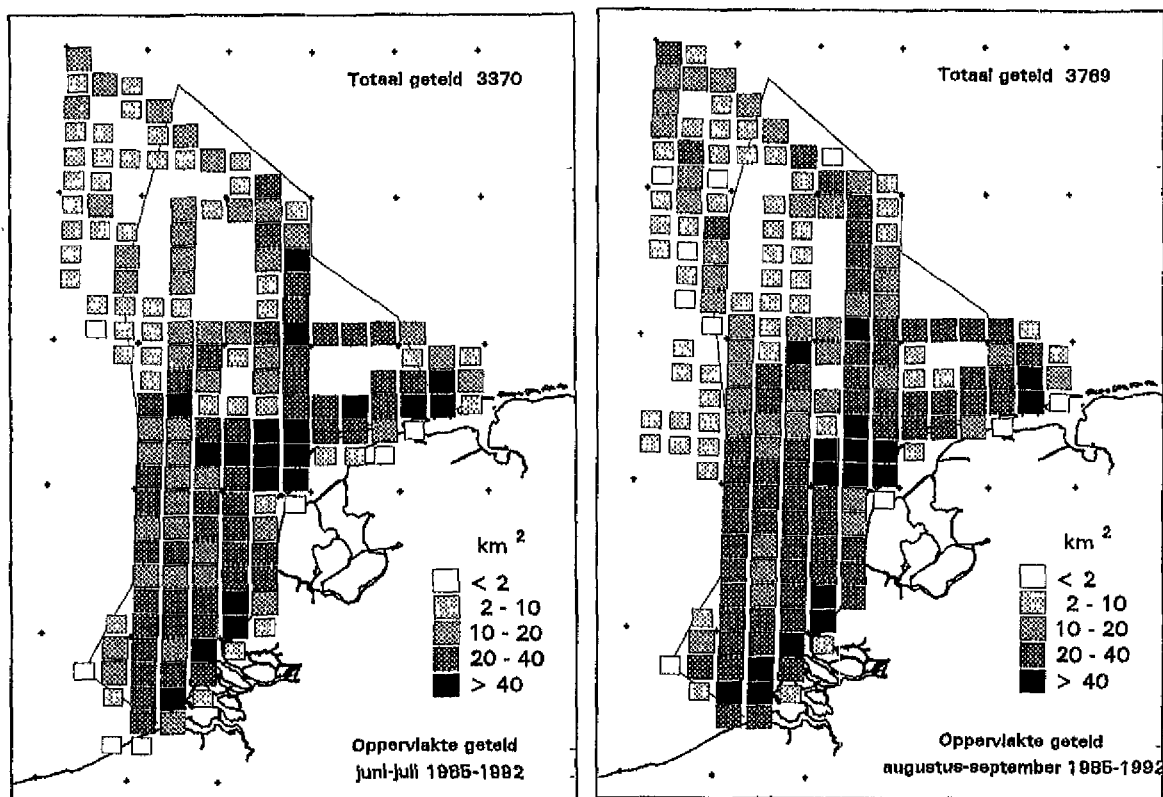 Totaal geteld 3370
km 2
< 2
2 - 10
10 - 20
20 - 40
> 40
Oppervlakte geteld
juni-juli 1985-1992
Totaal geteld 3769
km 2
< 2
2 - 10
10 - 20
20 - 40
> 40
Oppervlakte geteld
augustus-september 1985-1992